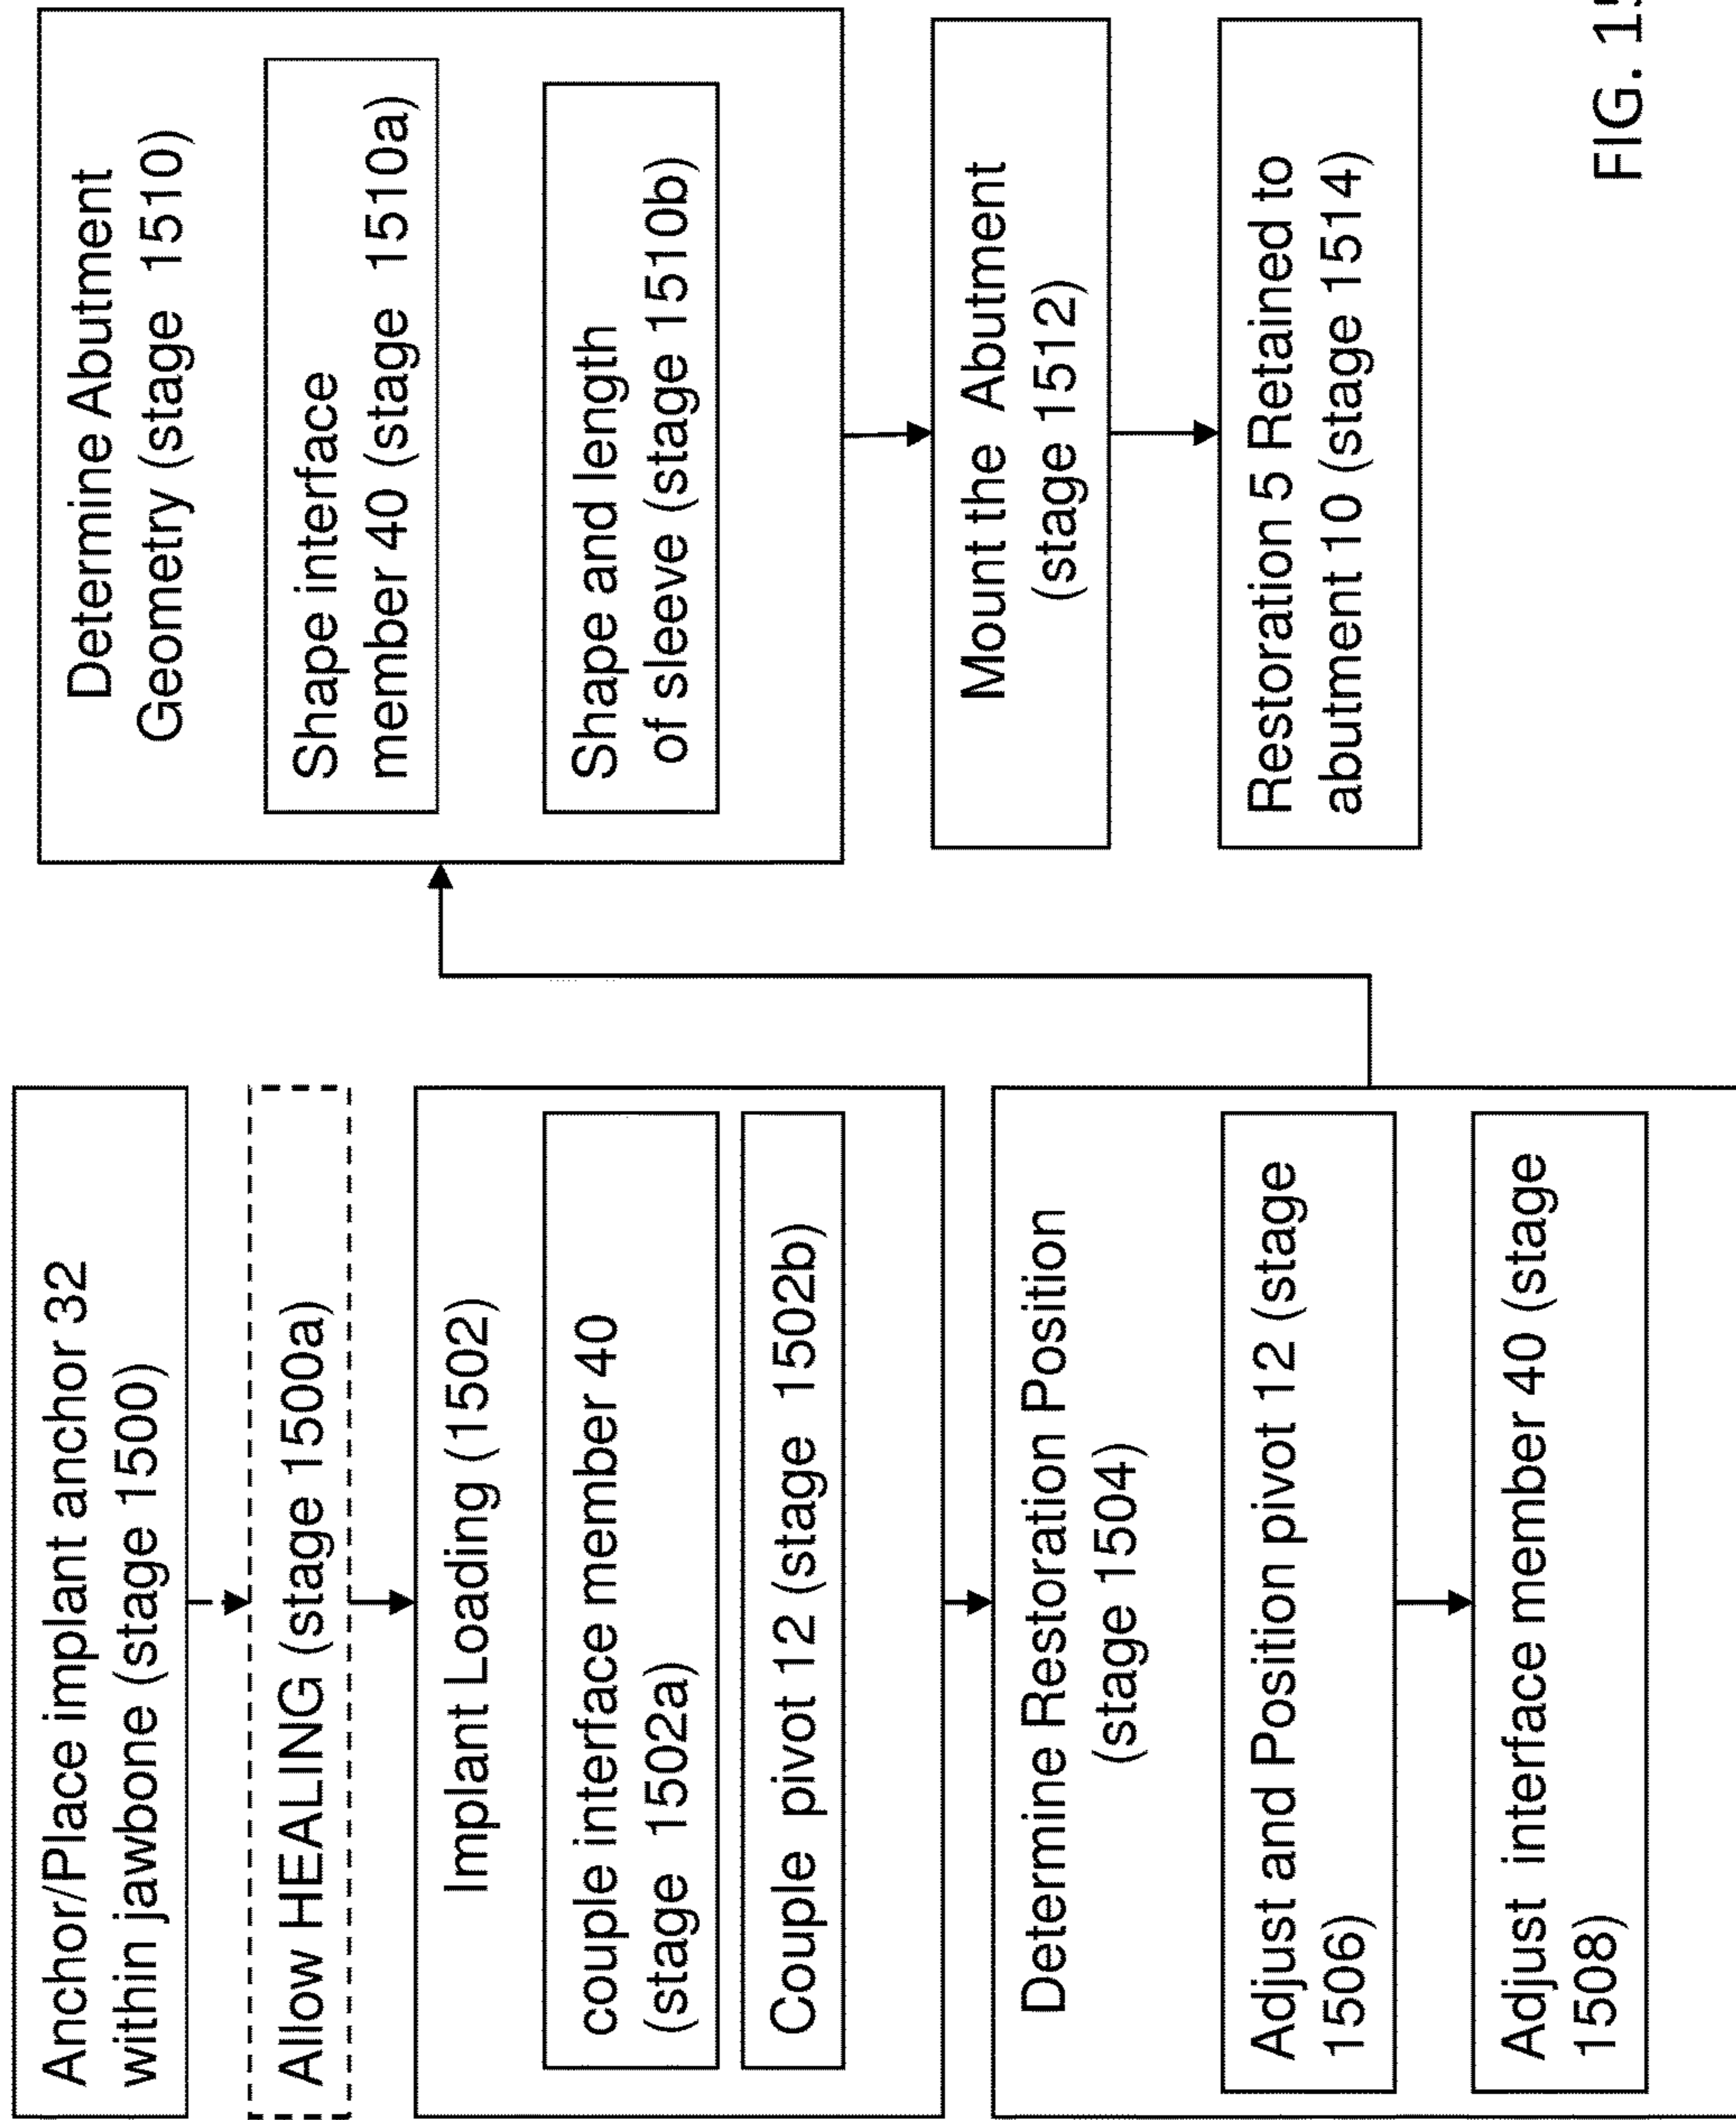 Anchor/Place implant anchor 32
within jawbone (stage 1500)
Allow HEALING (stage 1500a)
Implant Loading (1502)
couple interface member 40
(stage 1502a)
Couple pivot 12 (stage 1502b)
Determine Restoration Position
(stage 1504)
Adjust and Position pivot 12 (stage
1506)
Adjust interface member 40 (stage
1508)
Determine Abutment
Geometry (stage 1510)
Shape interface
member 40 (stage 1510a)
Shape and length
of sleeve (stage 1510b)
Mount the Abutment
(stage 1512)
Restoration 5 Retained to
abutment 10 (stage 1514)
FIG. 15